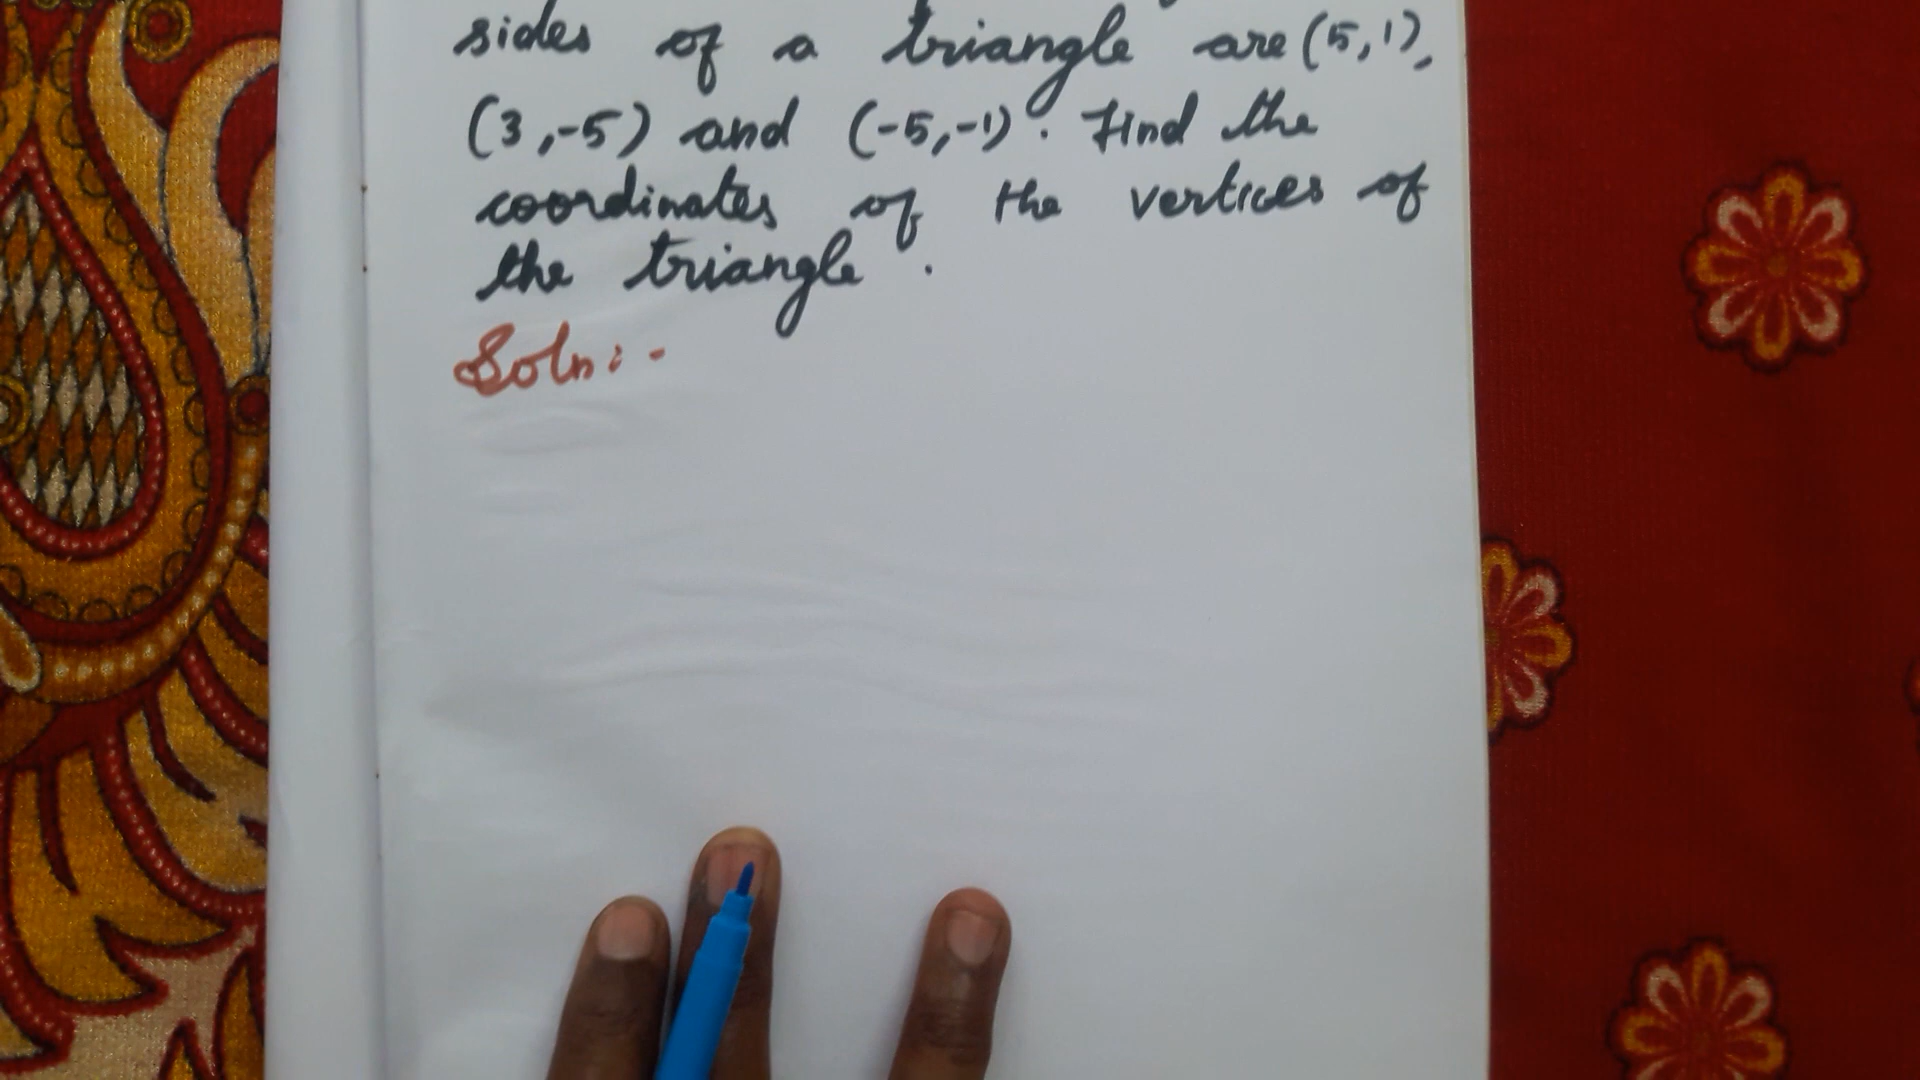 sides of a triangle are (5,1),
(3,-5) and (-5,-1). Find the
coordinates of the vertices of
the triangle.
Soln:-